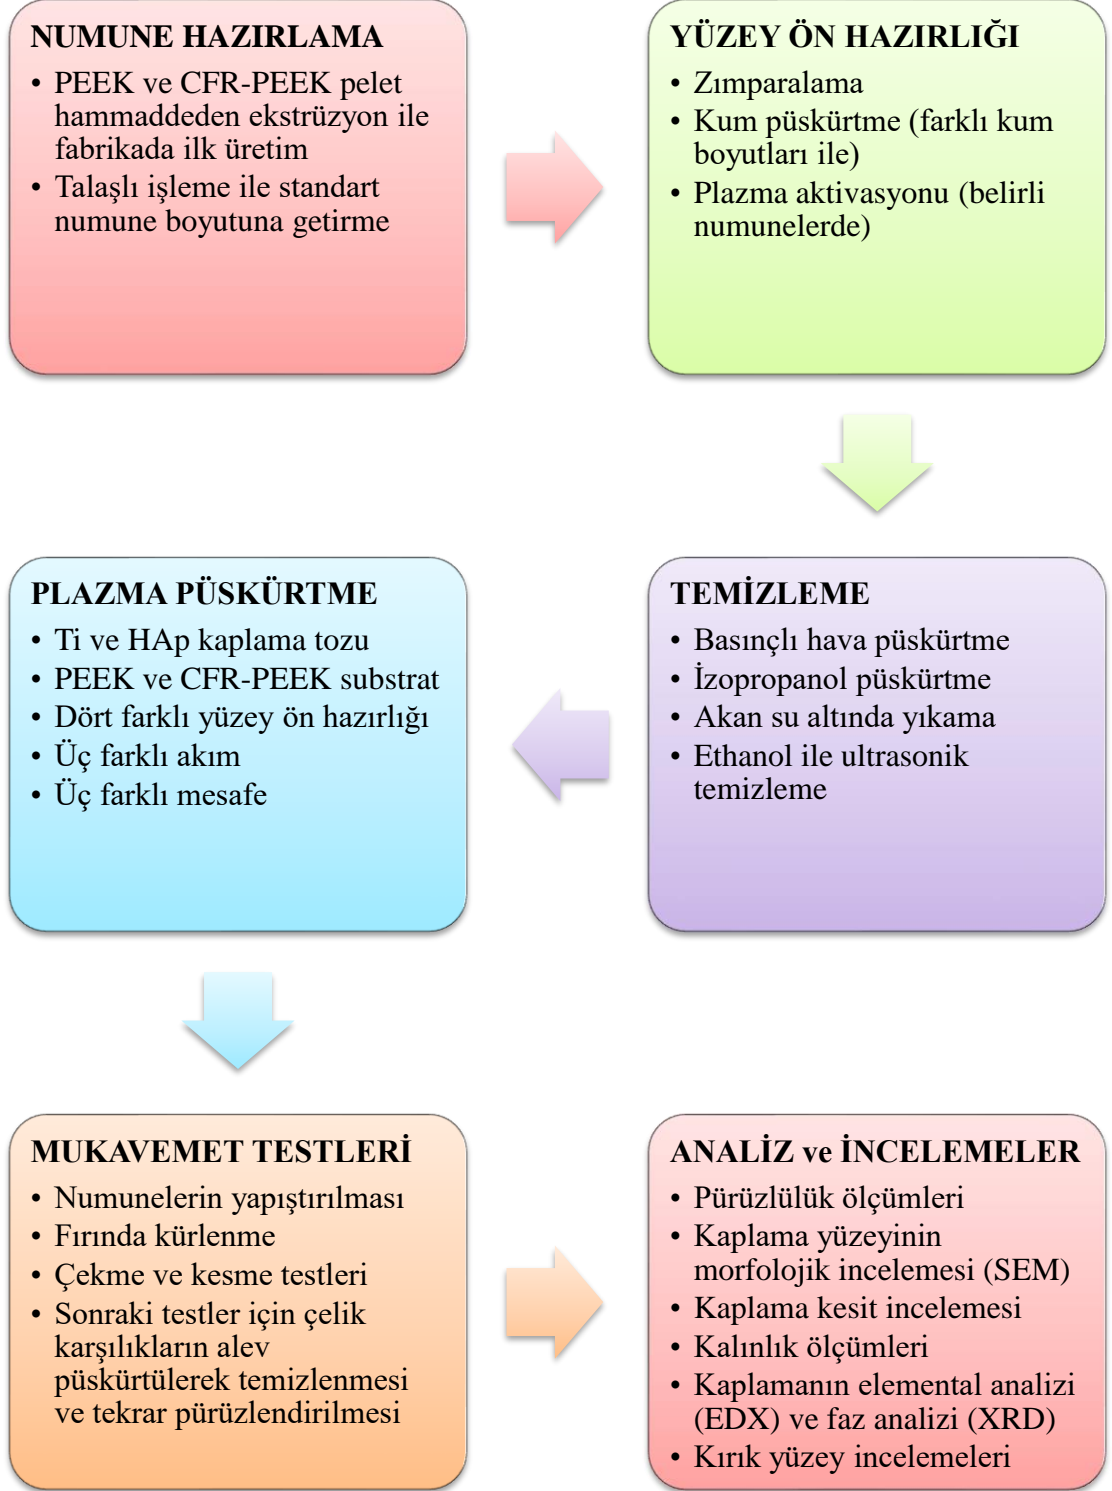 NUMUNE HAZIRLAMA
• PEEK ve CFR-PEEK pelet
hammaddeden ekstrüzyon ile
fabrikada ilk üretim
• Talaşlı işleme ile standart
numune boyutuna getirme
YÜZEY ÖN HAZIRLIĞI
• Zımparalama
• Kum püskürtme (farklı kum
boyutları ile)
• Plazma aktivasyonu (belirli
numunelerde)
TEMİZLEME
• Basınçlı hava püskürtme
• İzopropanol püskürtme
• Akan su altında yıkama
• Ethanol ile ultrasonik
temizleme
PLAZMA PÜSKÜRTME
• Ti ve HAp kaplama tozu
• PEEK ve CFR-PEEK substrat
• Dört farklı yüzey ön hazırlığı
• Üç farklı akım
• Üç farklı mesafe
MUKAVEMET TESTLERİ
• Numunelerin yapıştırılması
• Fırında kürlenme
• Çekme ve kesme testleri
• Sonraki testler için çelik
karşılıkların alev
püskürtülerek temizlenmesi
ve tekrar pürüzlendirilmesi
ANALİZ ve İNCELEMELER
• Pürüzlülük ölçümleri
• Kaplama yüzeyinin
morfolojik incelemesi (SEM)
• Kaplama kesit incelemesi
• Kalınlık ölçümleri
• Kaplamanın elemental analizi
(EDX) ve faz analizi (XRD)
• Kırık yüzey incelemeleri